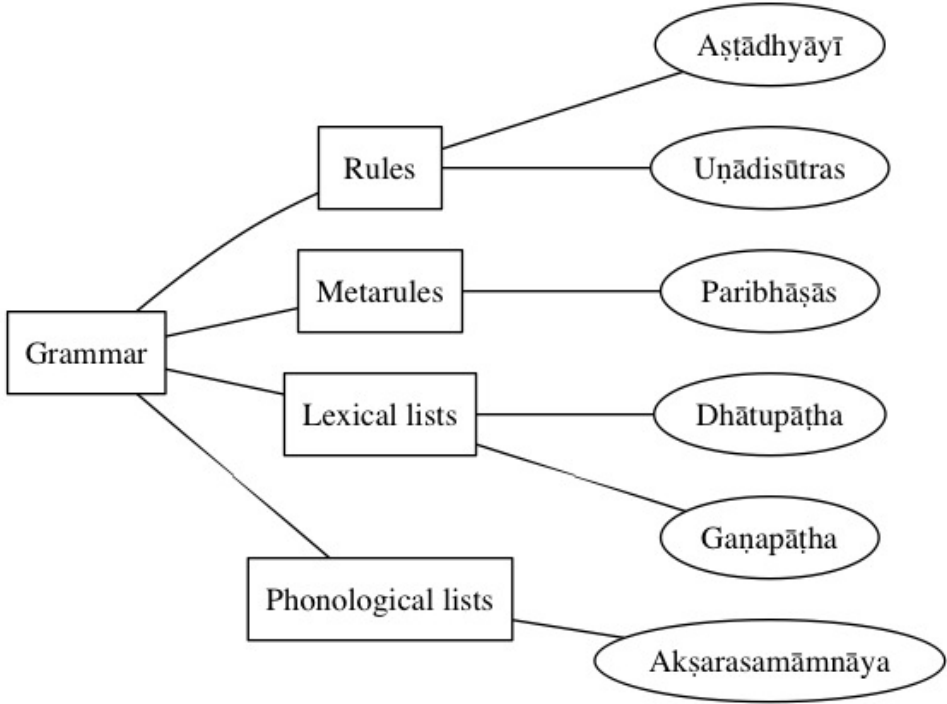 Aṣṭādhyāyī
Rules
Uṇādisūtras
Metarules
Paribhāṣās
Grammar
Lexical lists
Dhātupāṭha
Gaṇapāṭha
Phonological lists
Akṣarasamāmnāya